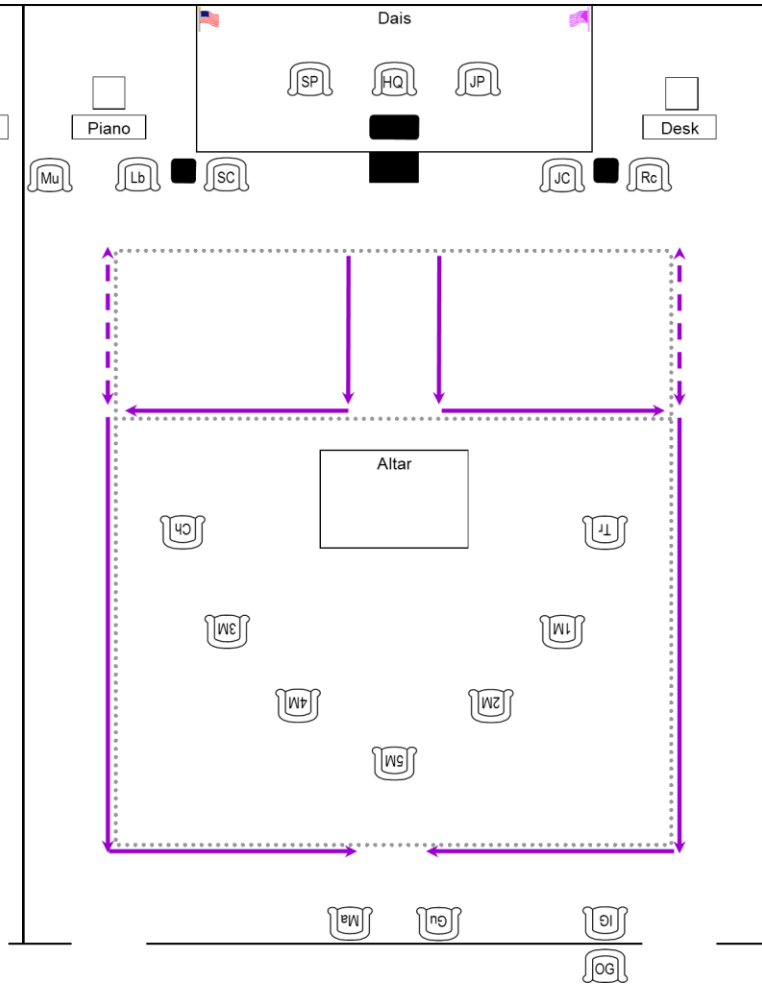 Dais
SP
HQ
JP
Piano
Desk
Mu
Lb
SC
JC
Rc
Altar
Ch
Tr
3M
1M
4M
2M
5M
Ma
Gu
IG
OG